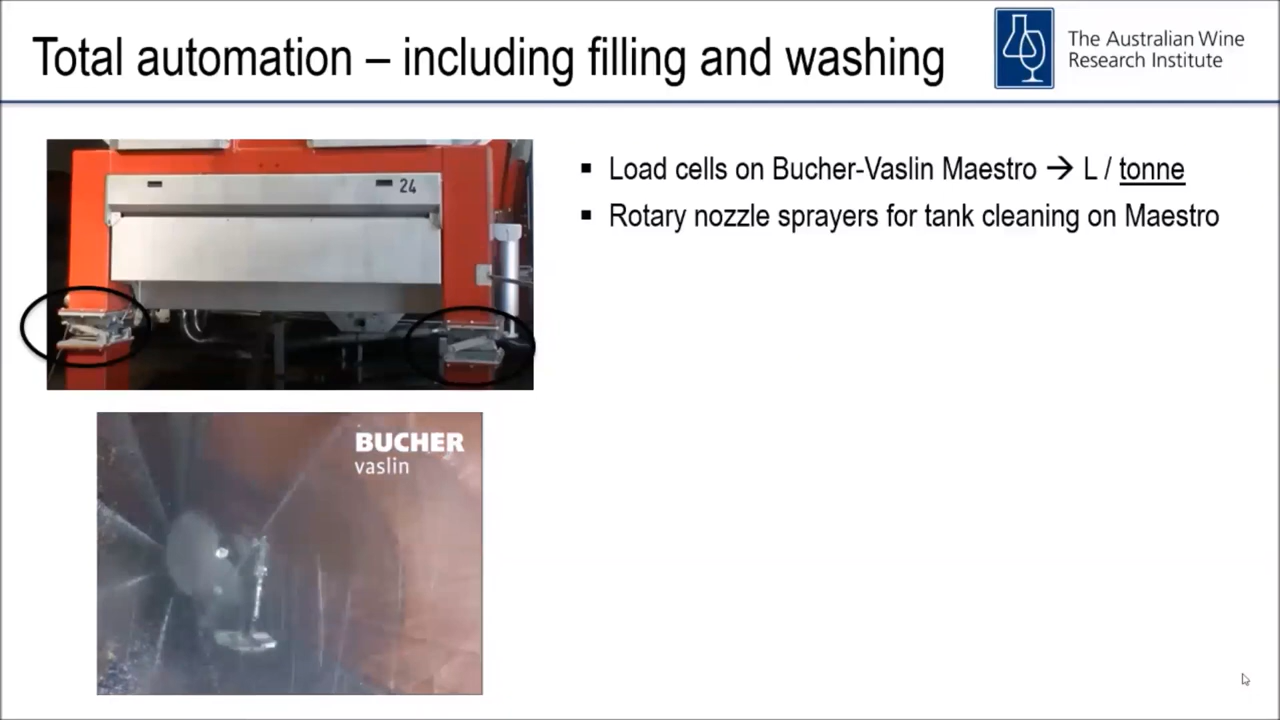 Total automation – including filling and washing
The Australian Wine
Research Institute
24
▪ Load cells on Bucher-Vaslin Maestro → L / tonne
▪ Rotary nozzle sprayers for tank cleaning on Maestro
BUCHER
vaslin